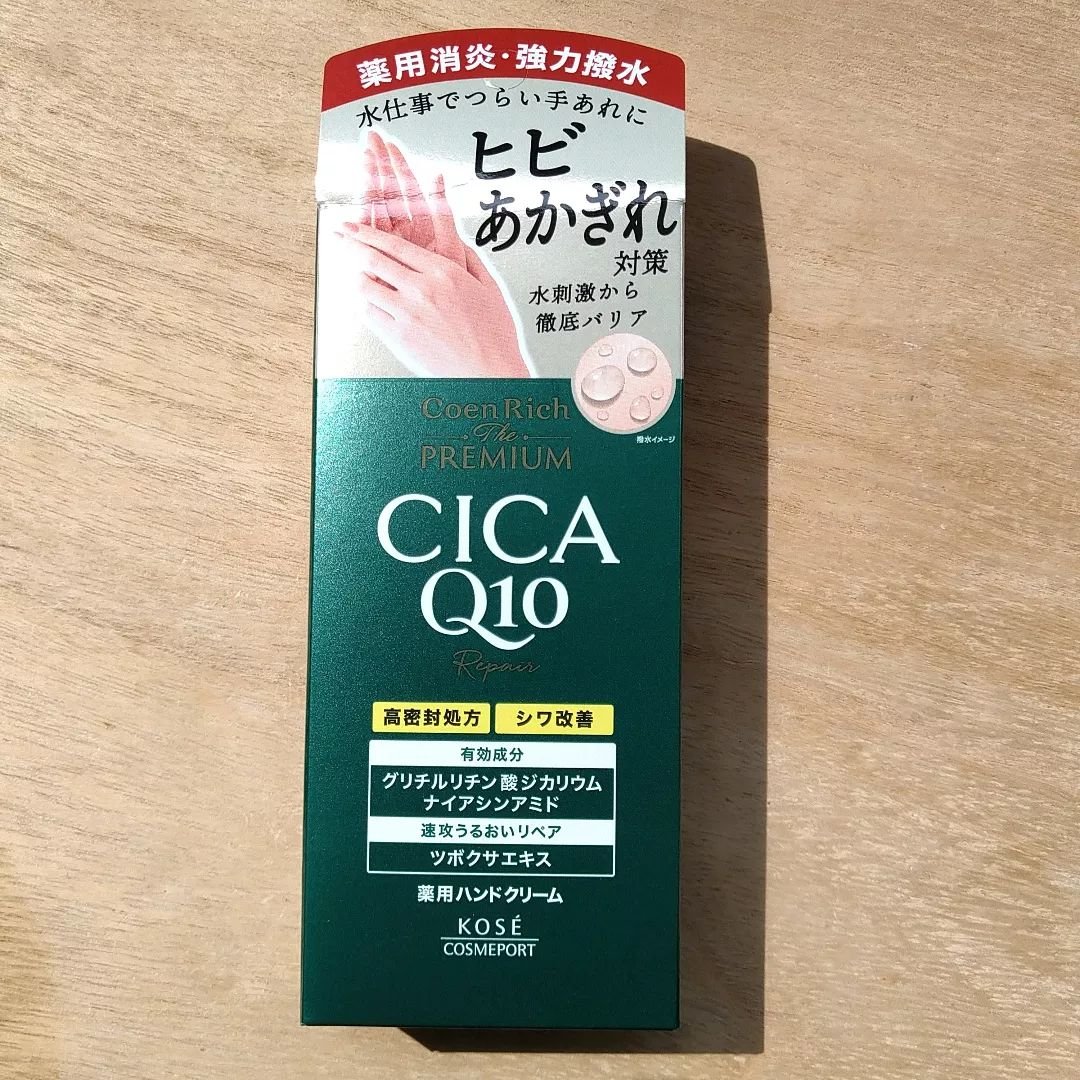 薬用消炎・強力撥水
水仕事でつらい手あれに
ヒビ
あかぎれ
対策
水刺激から
徹底バリア
撥水イメージ
Coen Rich
The
PREMIUM
CICA
Q10
Repair
高密封処方 シワ改善
有効成分
グリチルリチン酸ジカリウム
ナイアシンアミド
速攻うるおいリペア
ツボクサエキス
薬用ハンドクリーム
KOSÉ
COSMEPORT